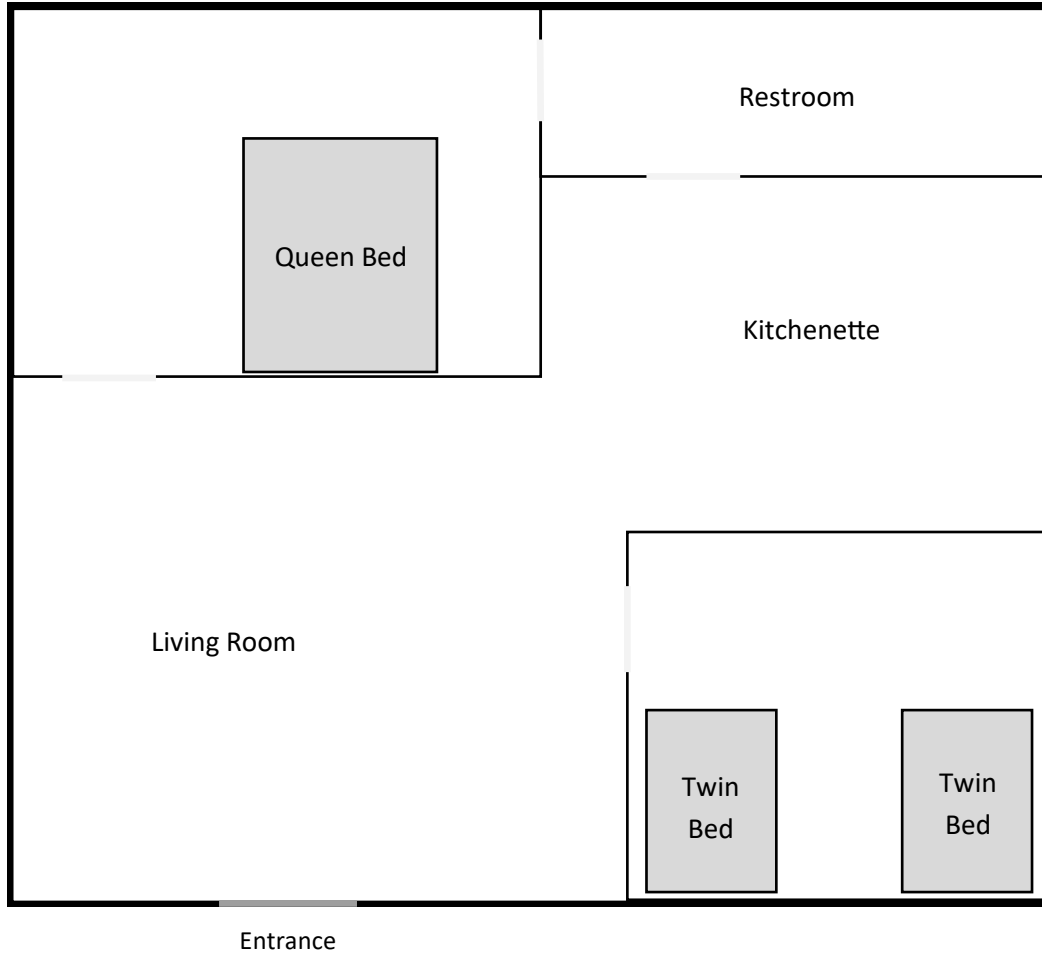 Restroom
Queen Bed
Kitchenette
Living Room
Twin
Bed
Twin
Bed
Entrance